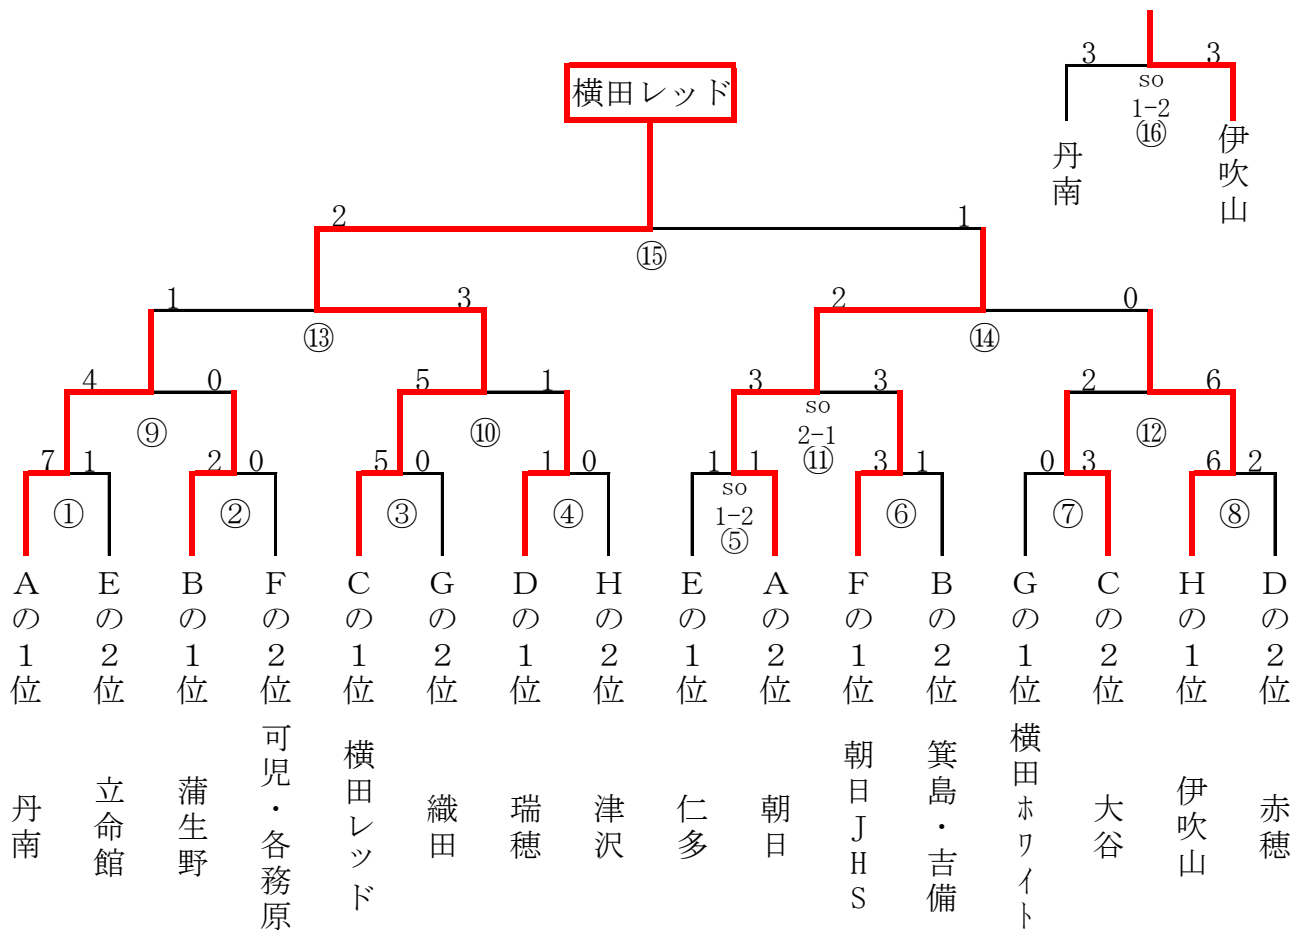 横田レッド
3 3
so
1-2
⑯
丹南
伊吹山
2 1
⑮
1 3 2 0
⑬ ⑭
4 0 5 1 3 3 2 6
so
2-1
⑨ ⑩ ⑪ ⑫
7 1 2 0 5 0 1 0 1 1 3 1 0 3 6 2
so
1-2
① ② ③ ④ ⑤ ⑥ ⑦ ⑧
Aの1位
Eの2位
Bの1位
Fの2位
Cの1位
Gの2位
Dの1位
Hの2位
Eの1位
Aの2位
Fの1位
Bの2位
Gの1位
Cの2位
Hの1位
Dの2位
丹南
立命館
蒲生野
可児・各務原
横田レッド
織田
瑞穂
津沢
仁多
朝日
朝日JHS
箕島・吉備
横田ホワイト
大谷
伊吹山
赤穂